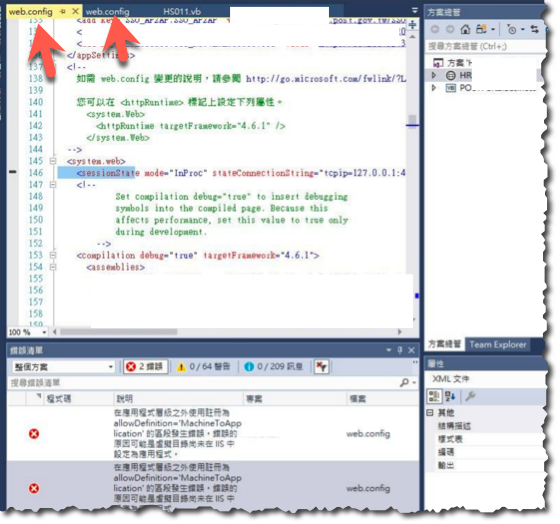 web.config
web.config
HS011.vb
方案總管
135
136
137 </appSettings>
138 <!--
139 如需 web.config 變更的說明，請參閱 http://go.microsoft.com/fwlink/?L
140
141 您可以在 <httpRuntime> 標記上設定下列屬性。
142 <system.Web>
143 <httpRuntime targetFramework="4.6.1" />
144 </system.Web>
-->
145 <system.web>
146 <sessionState mode="InProc" stateConnectionString="tcpip=127.0.0.1:4
147 <!--
148 Set compilation debug="true" to insert debugging
149 symbols into the compiled page. Because this
150 affects performance, set this value to true only
151 during development.
152 -->
153 <compilation debug="true" targetFramework="4.6.1">
154 <assemblies>
155
156
157
158
100 %
搜尋方案總管 (Ctrl+;)
方案
HR
PO
方案總管 Team Explorer
錯誤清單
整個方案 2 錯誤 0 / 64 警告 0 / 209 訊息
搜尋錯誤清單
程式碼 說明 專案 檔案
在應用程式層級之外使用註冊為
allowDefinition='MachineToApp
lication' 的區段發生錯誤，錯誤的
原因可能是虛擬目錄尚未在 IIS 中
設定為應用程式。
web.config
在應用程式層級之外使用註冊為
allowDefinition='MachineToApp
lication' 的區段發生錯誤，錯誤的
原因可能是虛擬目錄尚未在 IIS 中
設定為應用程式。
web.config
屬性
XML 文件
其他
結構描述
樣式表
編碼
輸出